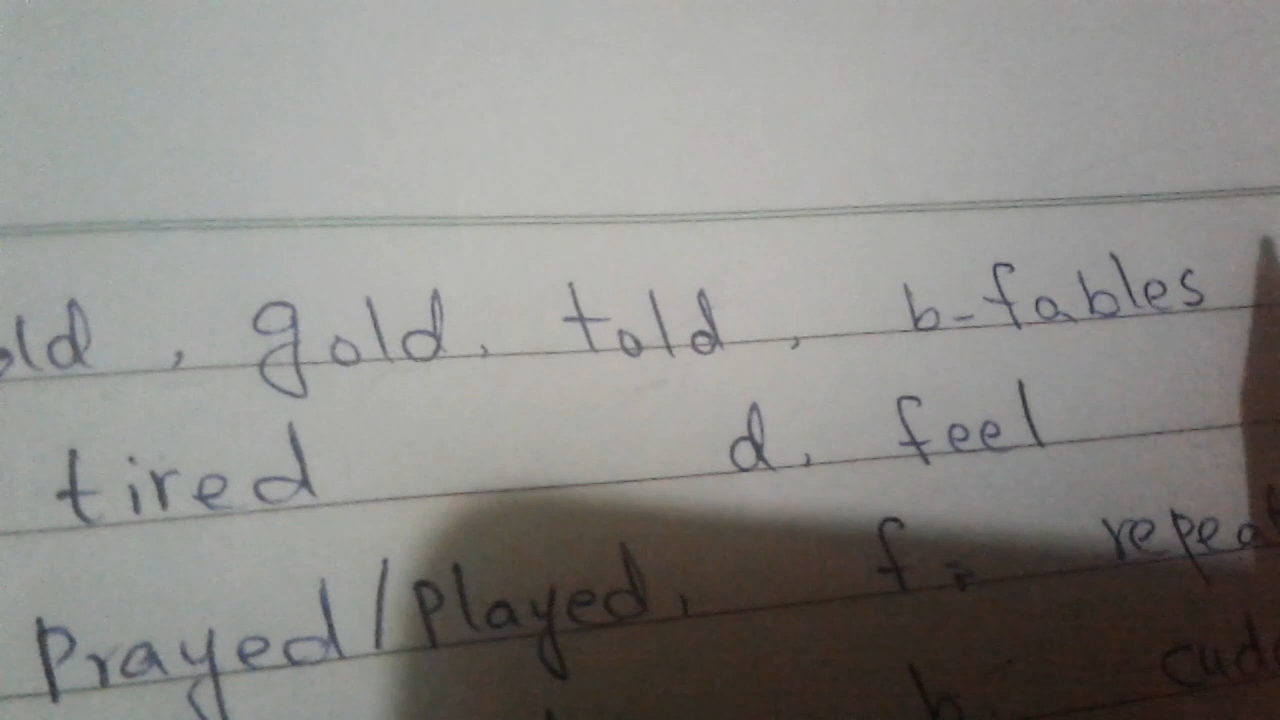 , gold, told, b-fables
tired d, feel
Prayed/Played, f-
b